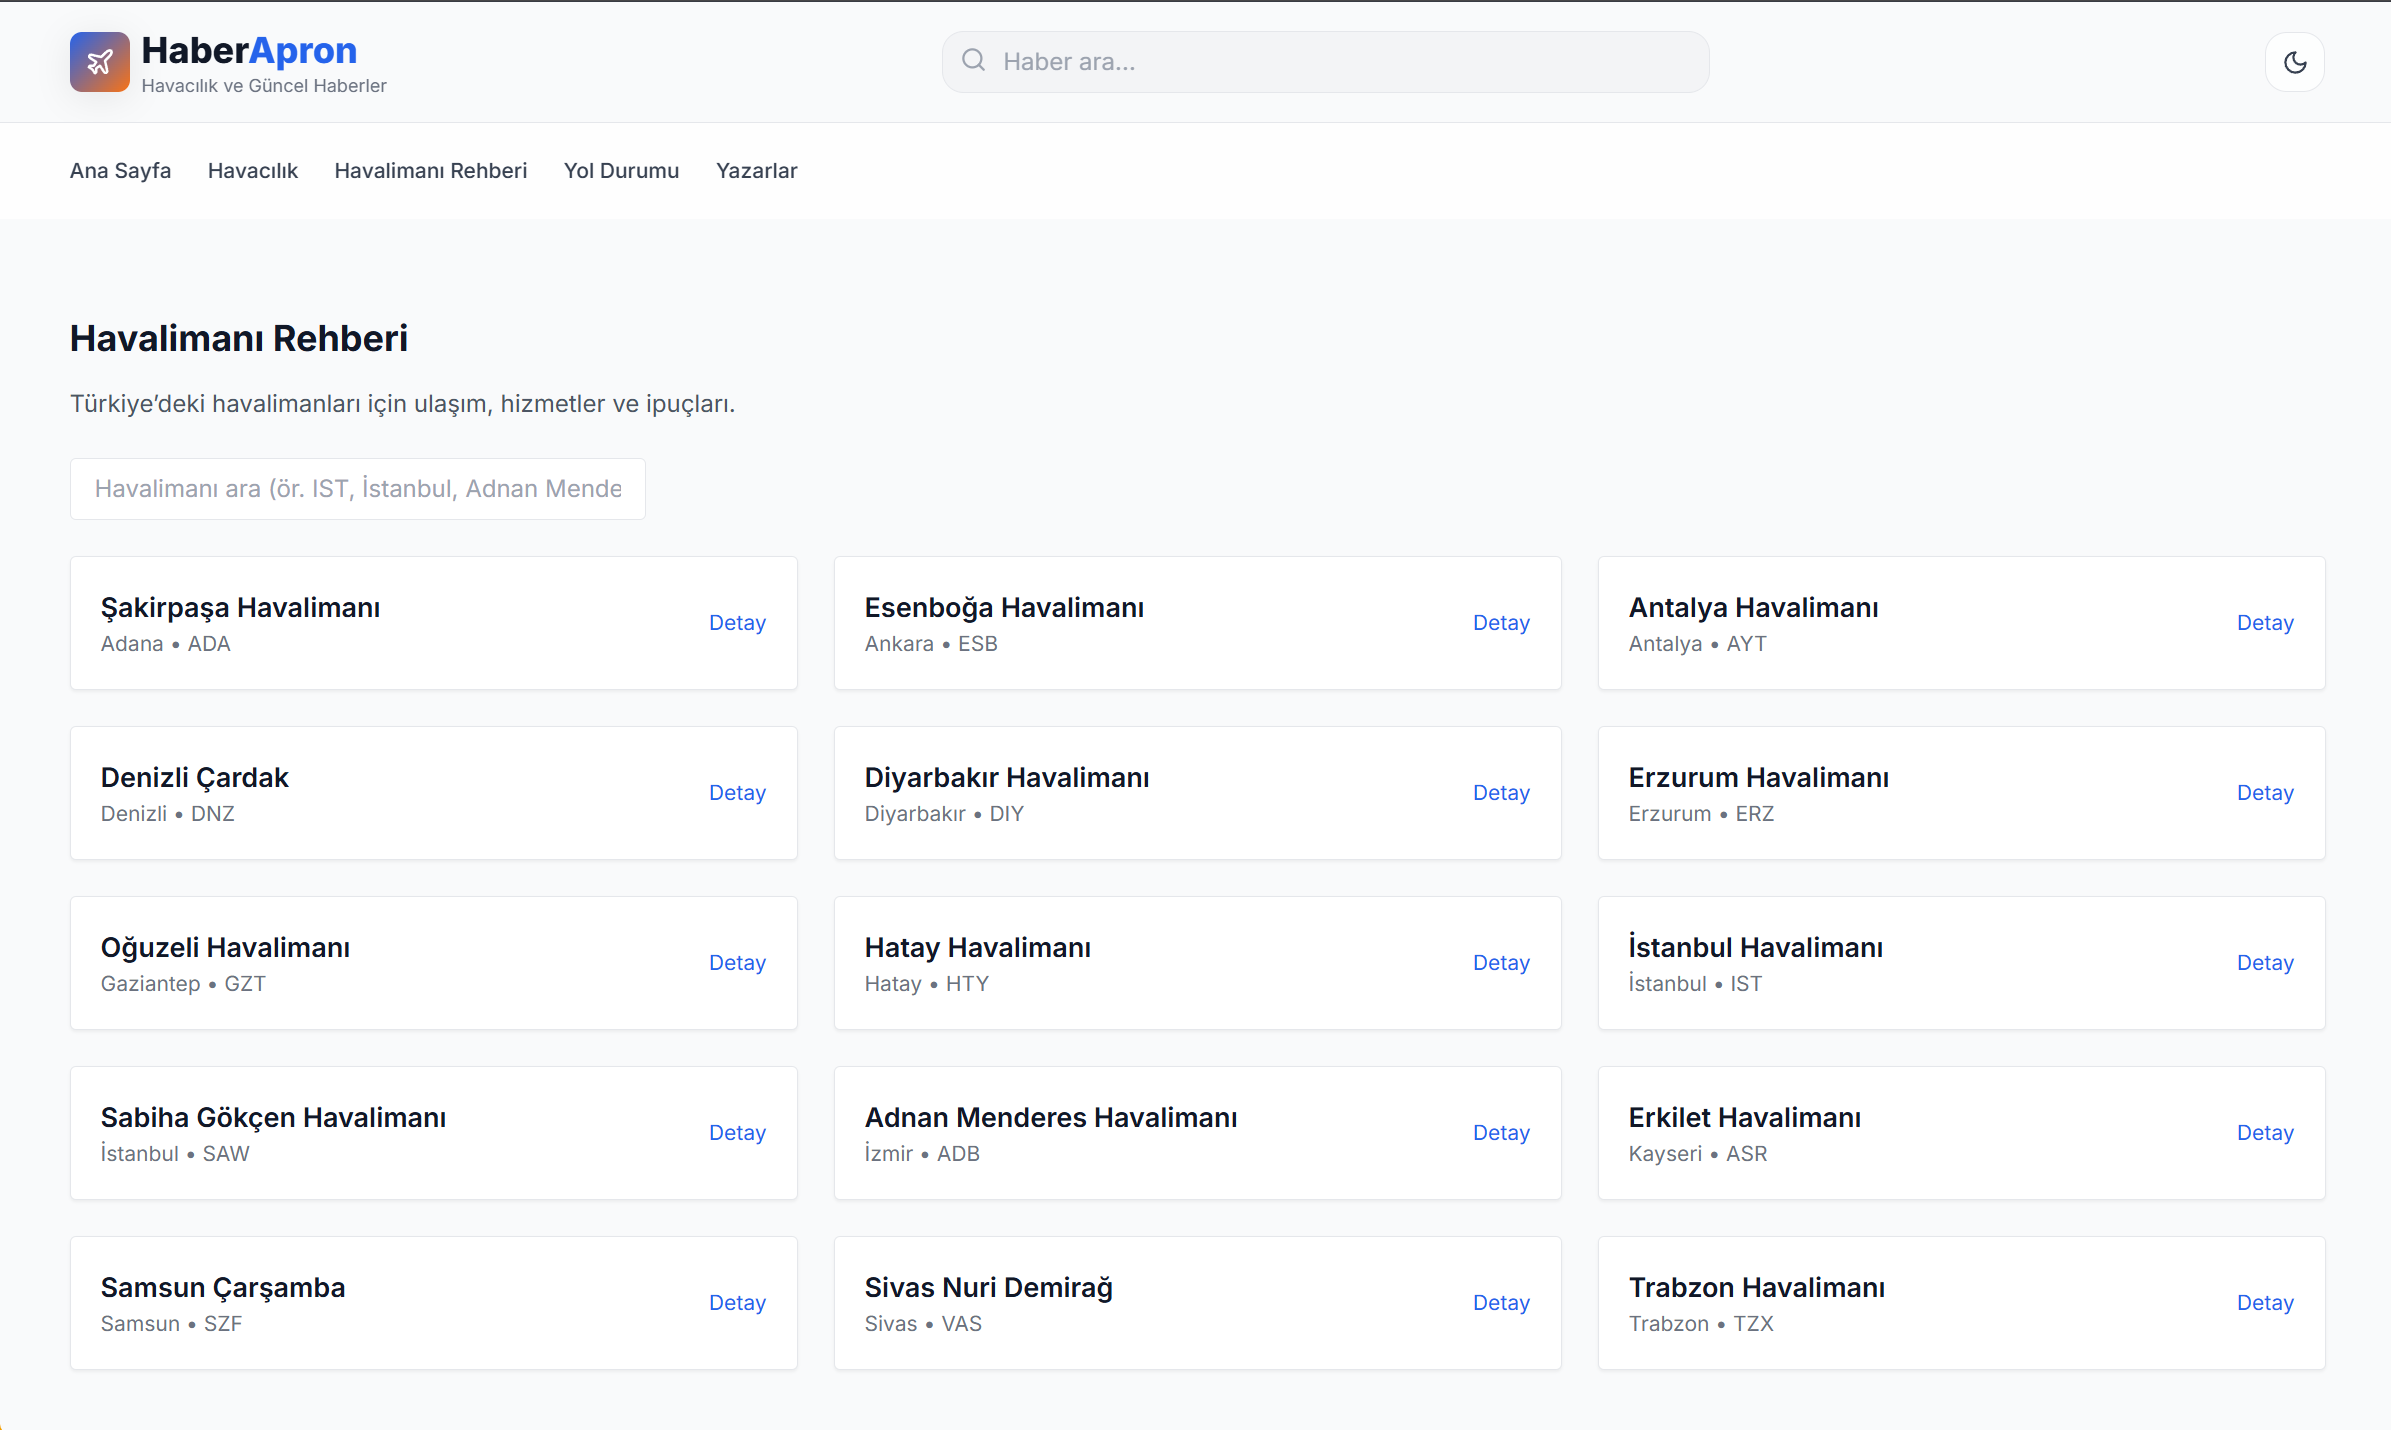 HaberApron
Havacılık ve Güncel Haberler
Haber ara...
Ana Sayfa Havacılık Havalimanı Rehberi Yol Durumu Yazarlar
Havalimanı Rehberi
Türkiye’deki havalimanları için ulaşım, hizmetler ve ipuçları.
Havalimanı ara (ör. IST, İstanbul, Adnan Mende
Şakirpaşa Havalimanı
Adana • ADA
Detay
Esenboğa Havalimanı
Ankara • ESB
Detay
Antalya Havalimanı
Antalya • AYT
Detay
Denizli Çardak
Denizli • DNZ
Detay
Diyarbakır Havalimanı
Diyarbakır • DIY
Detay
Erzurum Havalimanı
Erzurum • ERZ
Detay
Oğuzeli Havalimanı
Gaziantep • GZT
Detay
Hatay Havalimanı
Hatay • HTY
Detay
İstanbul Havalimanı
İstanbul • IST
Detay
Sabiha Gökçen Havalimanı
İstanbul • SAW
Detay
Adnan Menderes Havalimanı
İzmir • ADB
Detay
Erkilet Havalimanı
Kayseri • ASR
Detay
Samsun Çarşamba
Samsun • SZF
Detay
Sivas Nuri Demirağ
Sivas • VAS
Detay
Trabzon Havalimanı
Trabzon • TZX
Detay